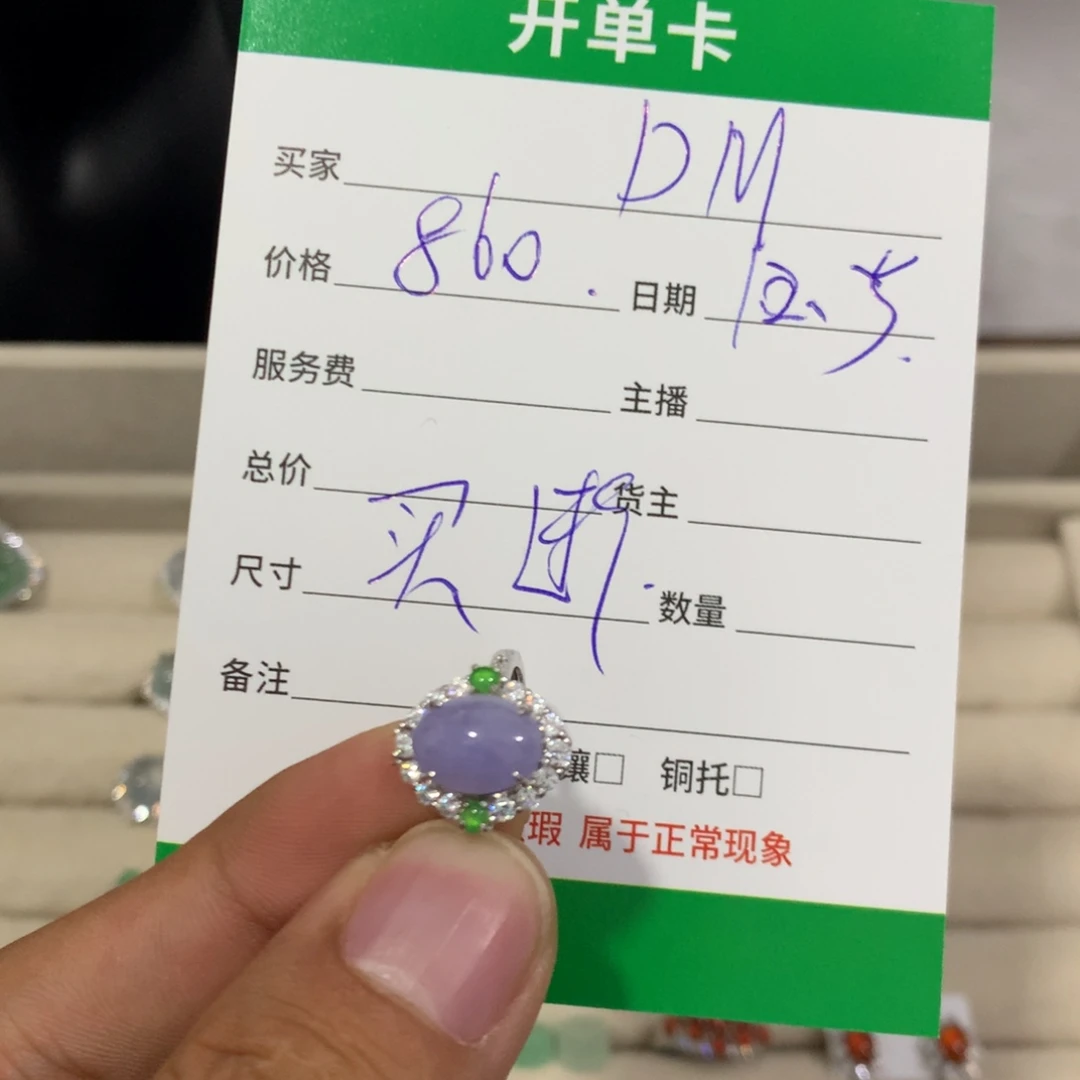 开单卡
买家 DM
价格 860. 日期 12.5.
服务费 主播
总价 货主
买断.
尺寸 数量
备注
镶□ 铜托□
瑕 属于正常现象